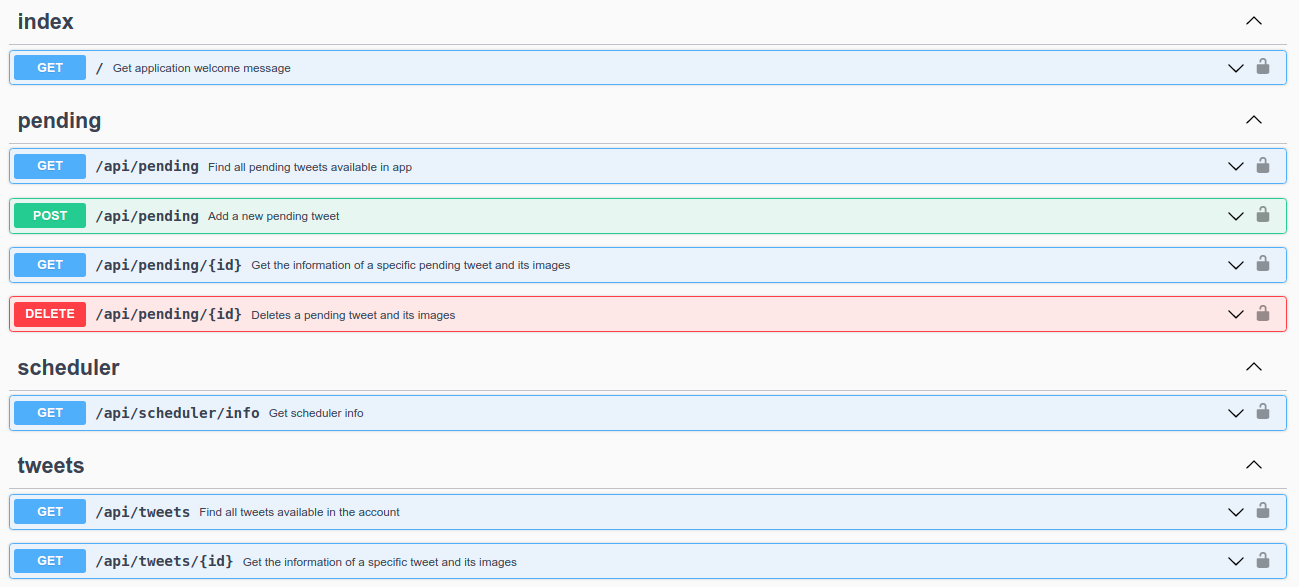 index
GET / Get application welcome message
pending
GET /api/pending Find all pending tweets available in app
POST /api/pending Add a new pending tweet
GET /api/pending/{id} Get the information of a specific pending tweet and its images
DELETE /api/pending/{id} Deletes a pending tweet and its images
scheduler
GET /api/scheduler/info Get scheduler info
tweets
GET /api/tweets Find all tweets available in the account
GET /api/tweets/{id} Get the information of a specific tweet and its images